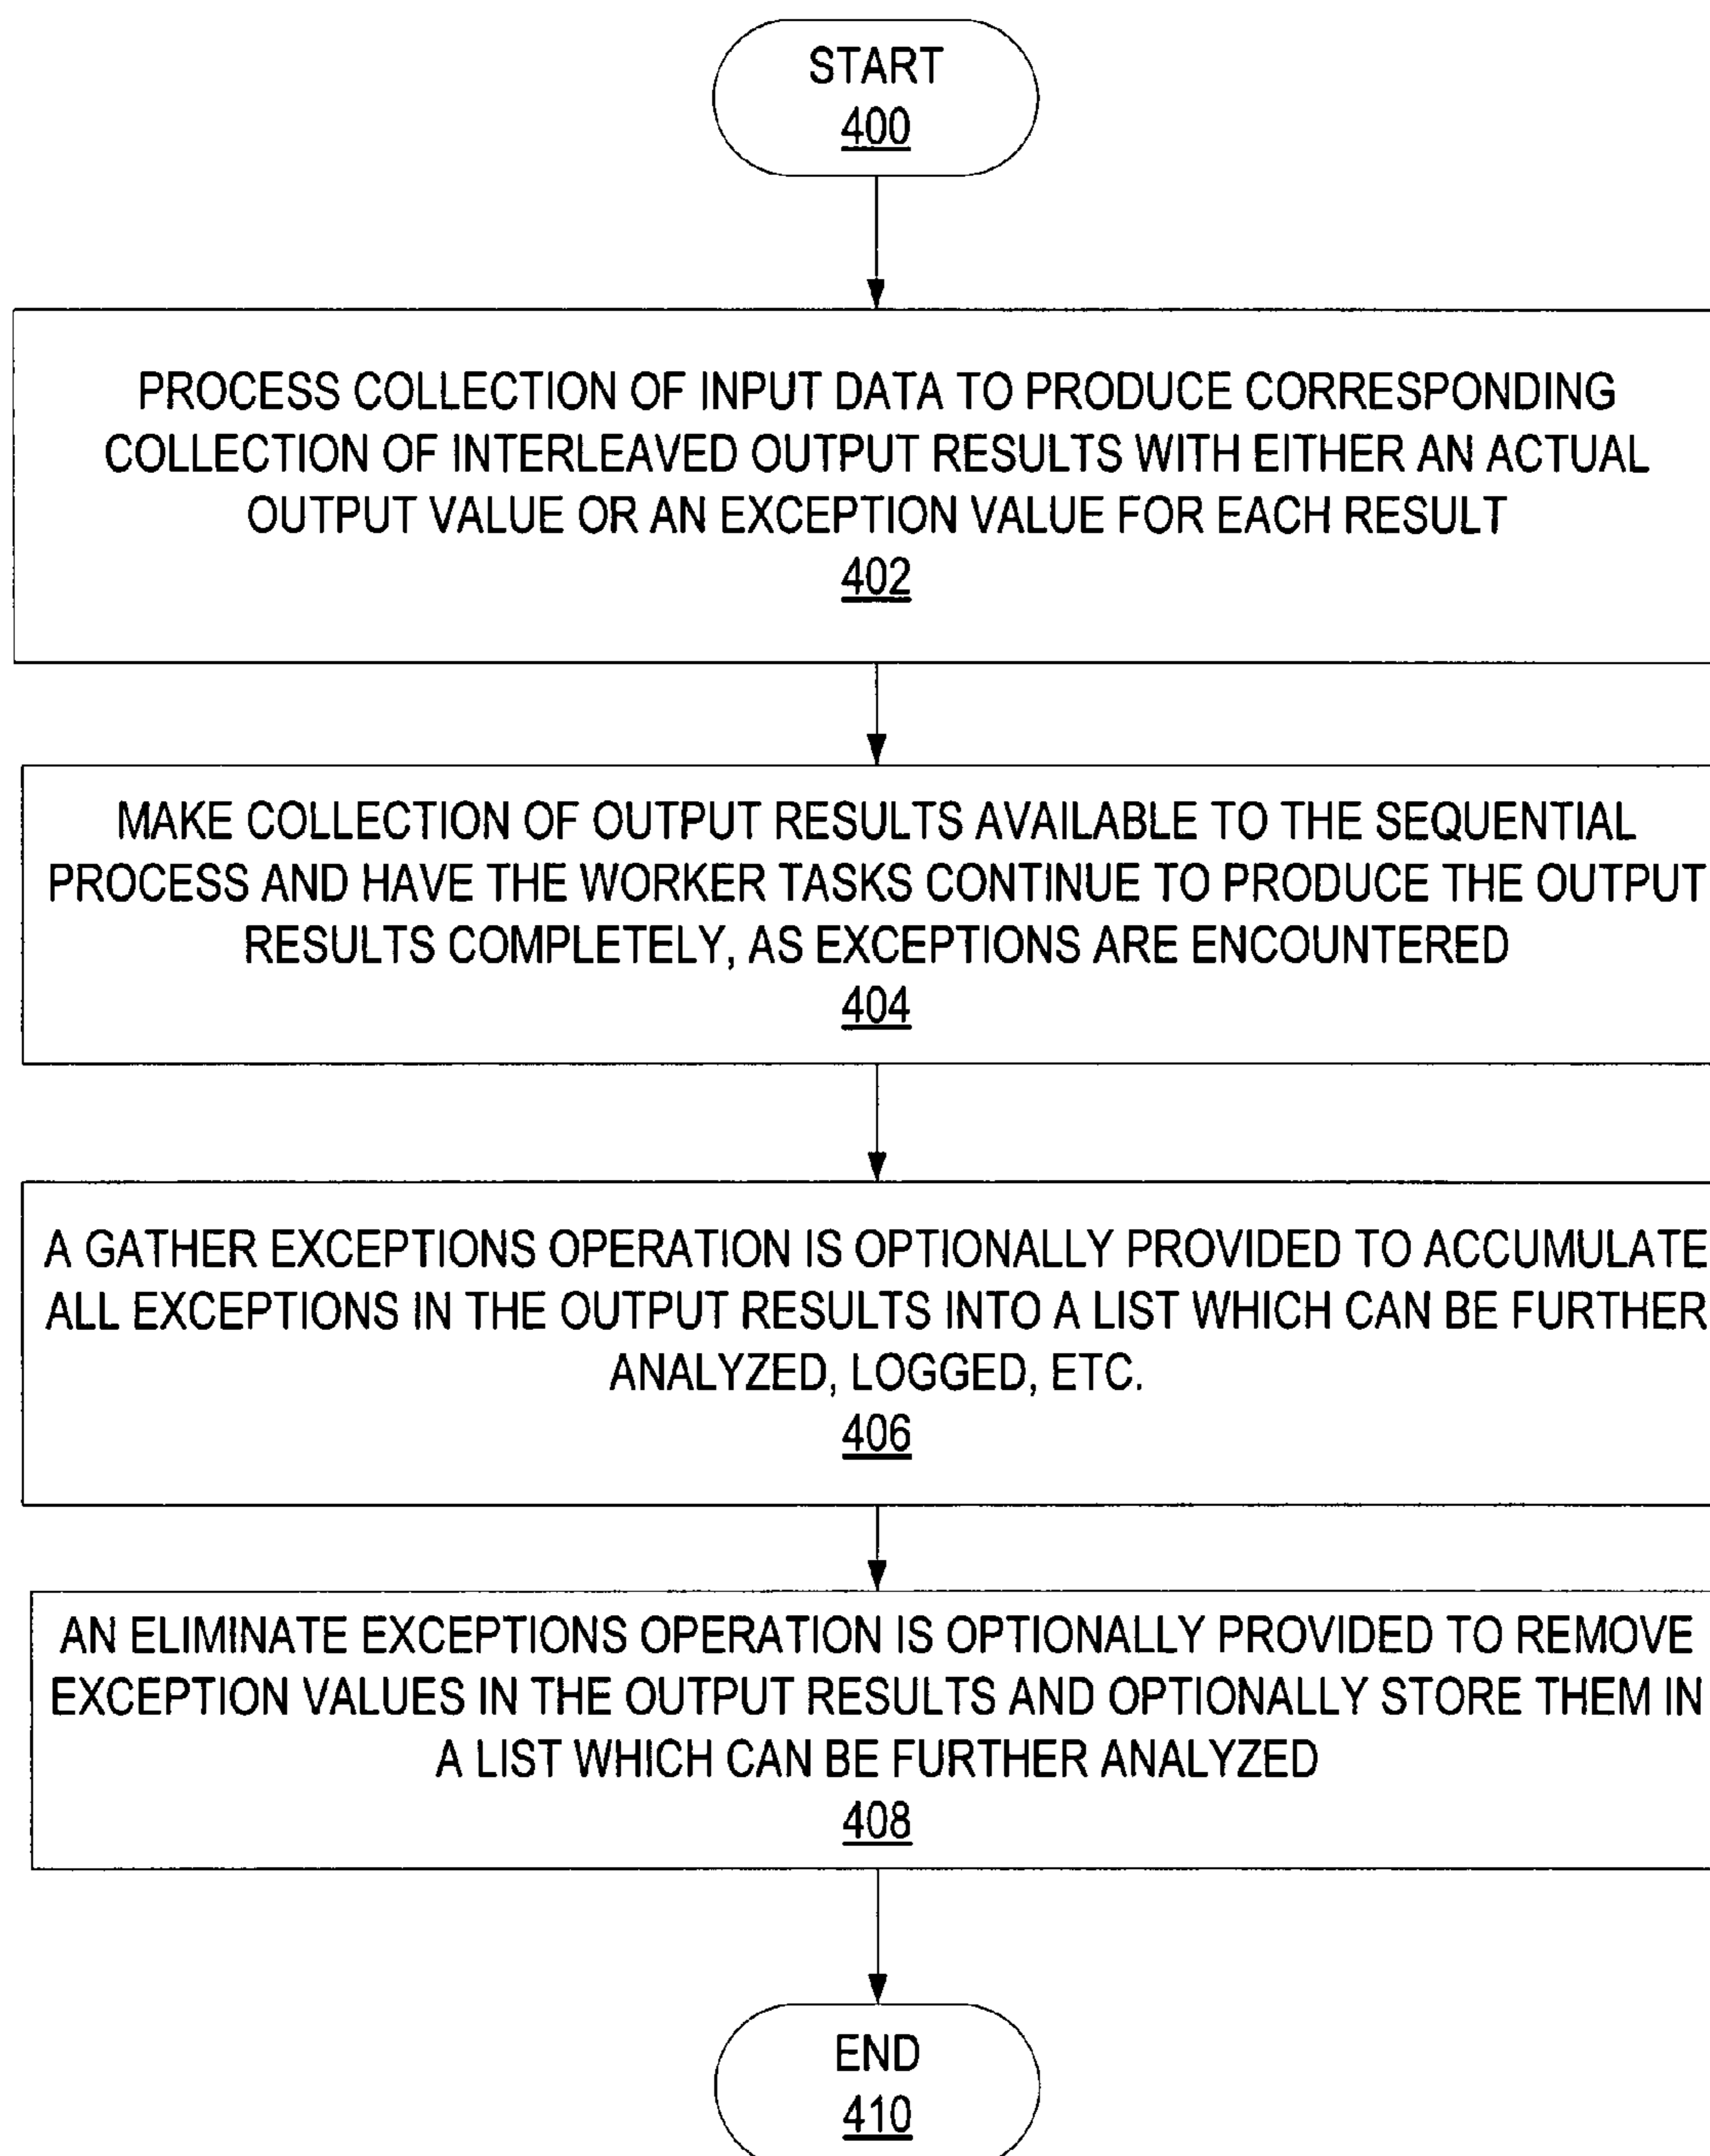 START
400
PROCESS COLLECTION OF INPUT DATA TO PRODUCE CORRESPONDING
COLLECTION OF INTERLEAVED OUTPUT RESULTS WITH EITHER AN ACTUAL
OUTPUT VALUE OR AN EXCEPTION VALUE FOR EACH RESULT
402
MAKE COLLECTION OF OUTPUT RESULTS AVAILABLE TO THE SEQUENTIAL
PROCESS AND HAVE THE WORKER TASKS CONTINUE TO PRODUCE THE OUTPUT
RESULTS COMPLETELY, AS EXCEPTIONS ARE ENCOUNTERED
404
A GATHER EXCEPTIONS OPERATION IS OPTIONALLY PROVIDED TO ACCUMULATE
ALL EXCEPTIONS IN THE OUTPUT RESULTS INTO A LIST WHICH CAN BE FURTHER
ANALYZED, LOGGED, ETC.
406
AN ELIMINATE EXCEPTIONS OPERATION IS OPTIONALLY PROVIDED TO REMOVE
EXCEPTION VALUES IN THE OUTPUT RESULTS AND OPTIONALLY STORE THEM IN
A LIST WHICH CAN BE FURTHER ANALYZED
408
END
410